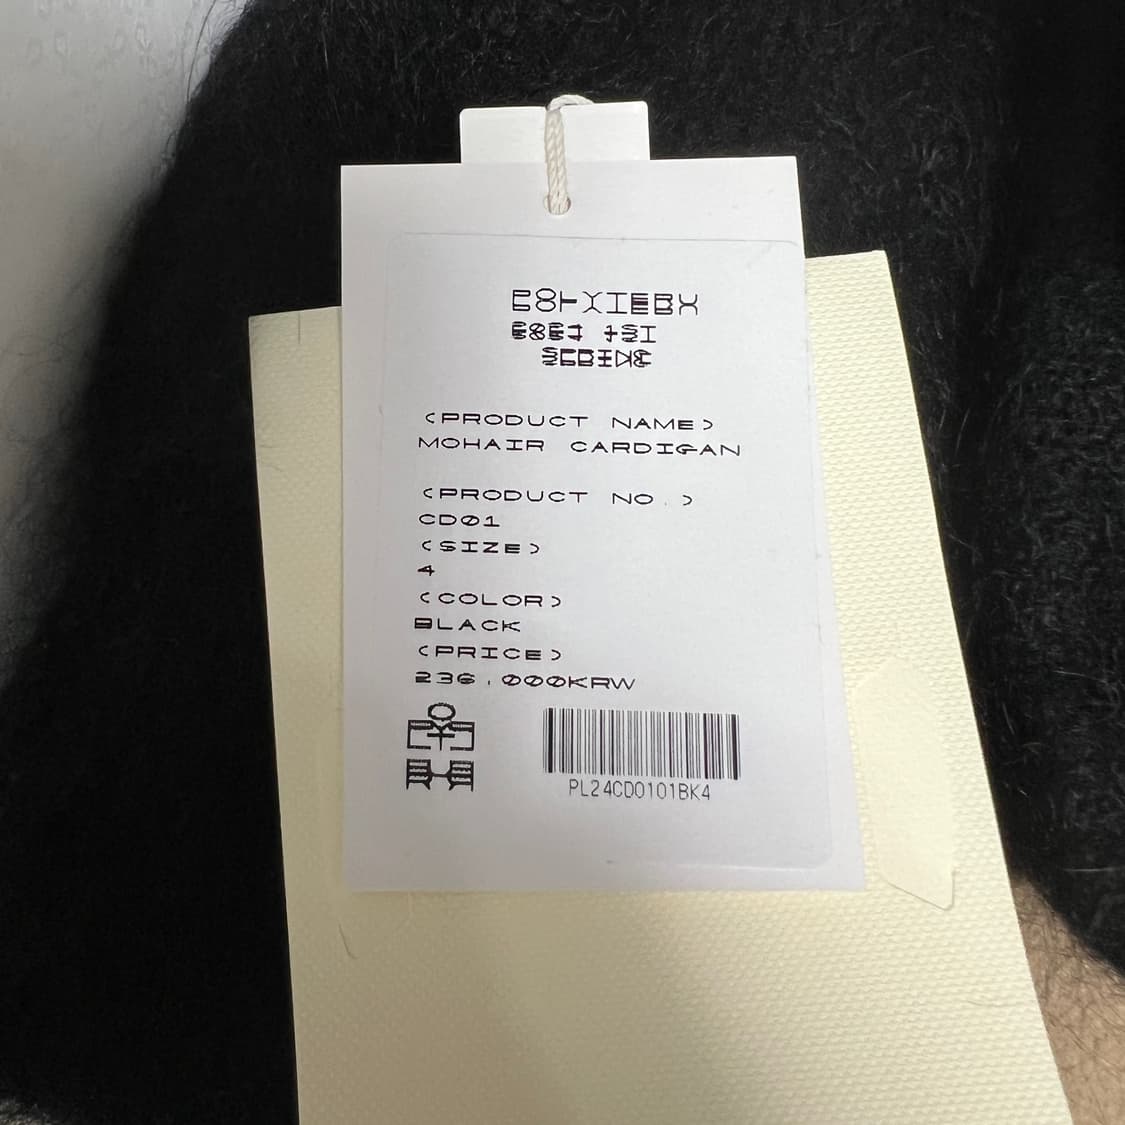 <PRODUCT NAME>
MOHAIR CARDIGAN
<PRODUCT NO.>
CD01
<SIZE>
4
<COLOR>
BLACK
<PRICE>
236,000KRW
PL24CD0101BK4